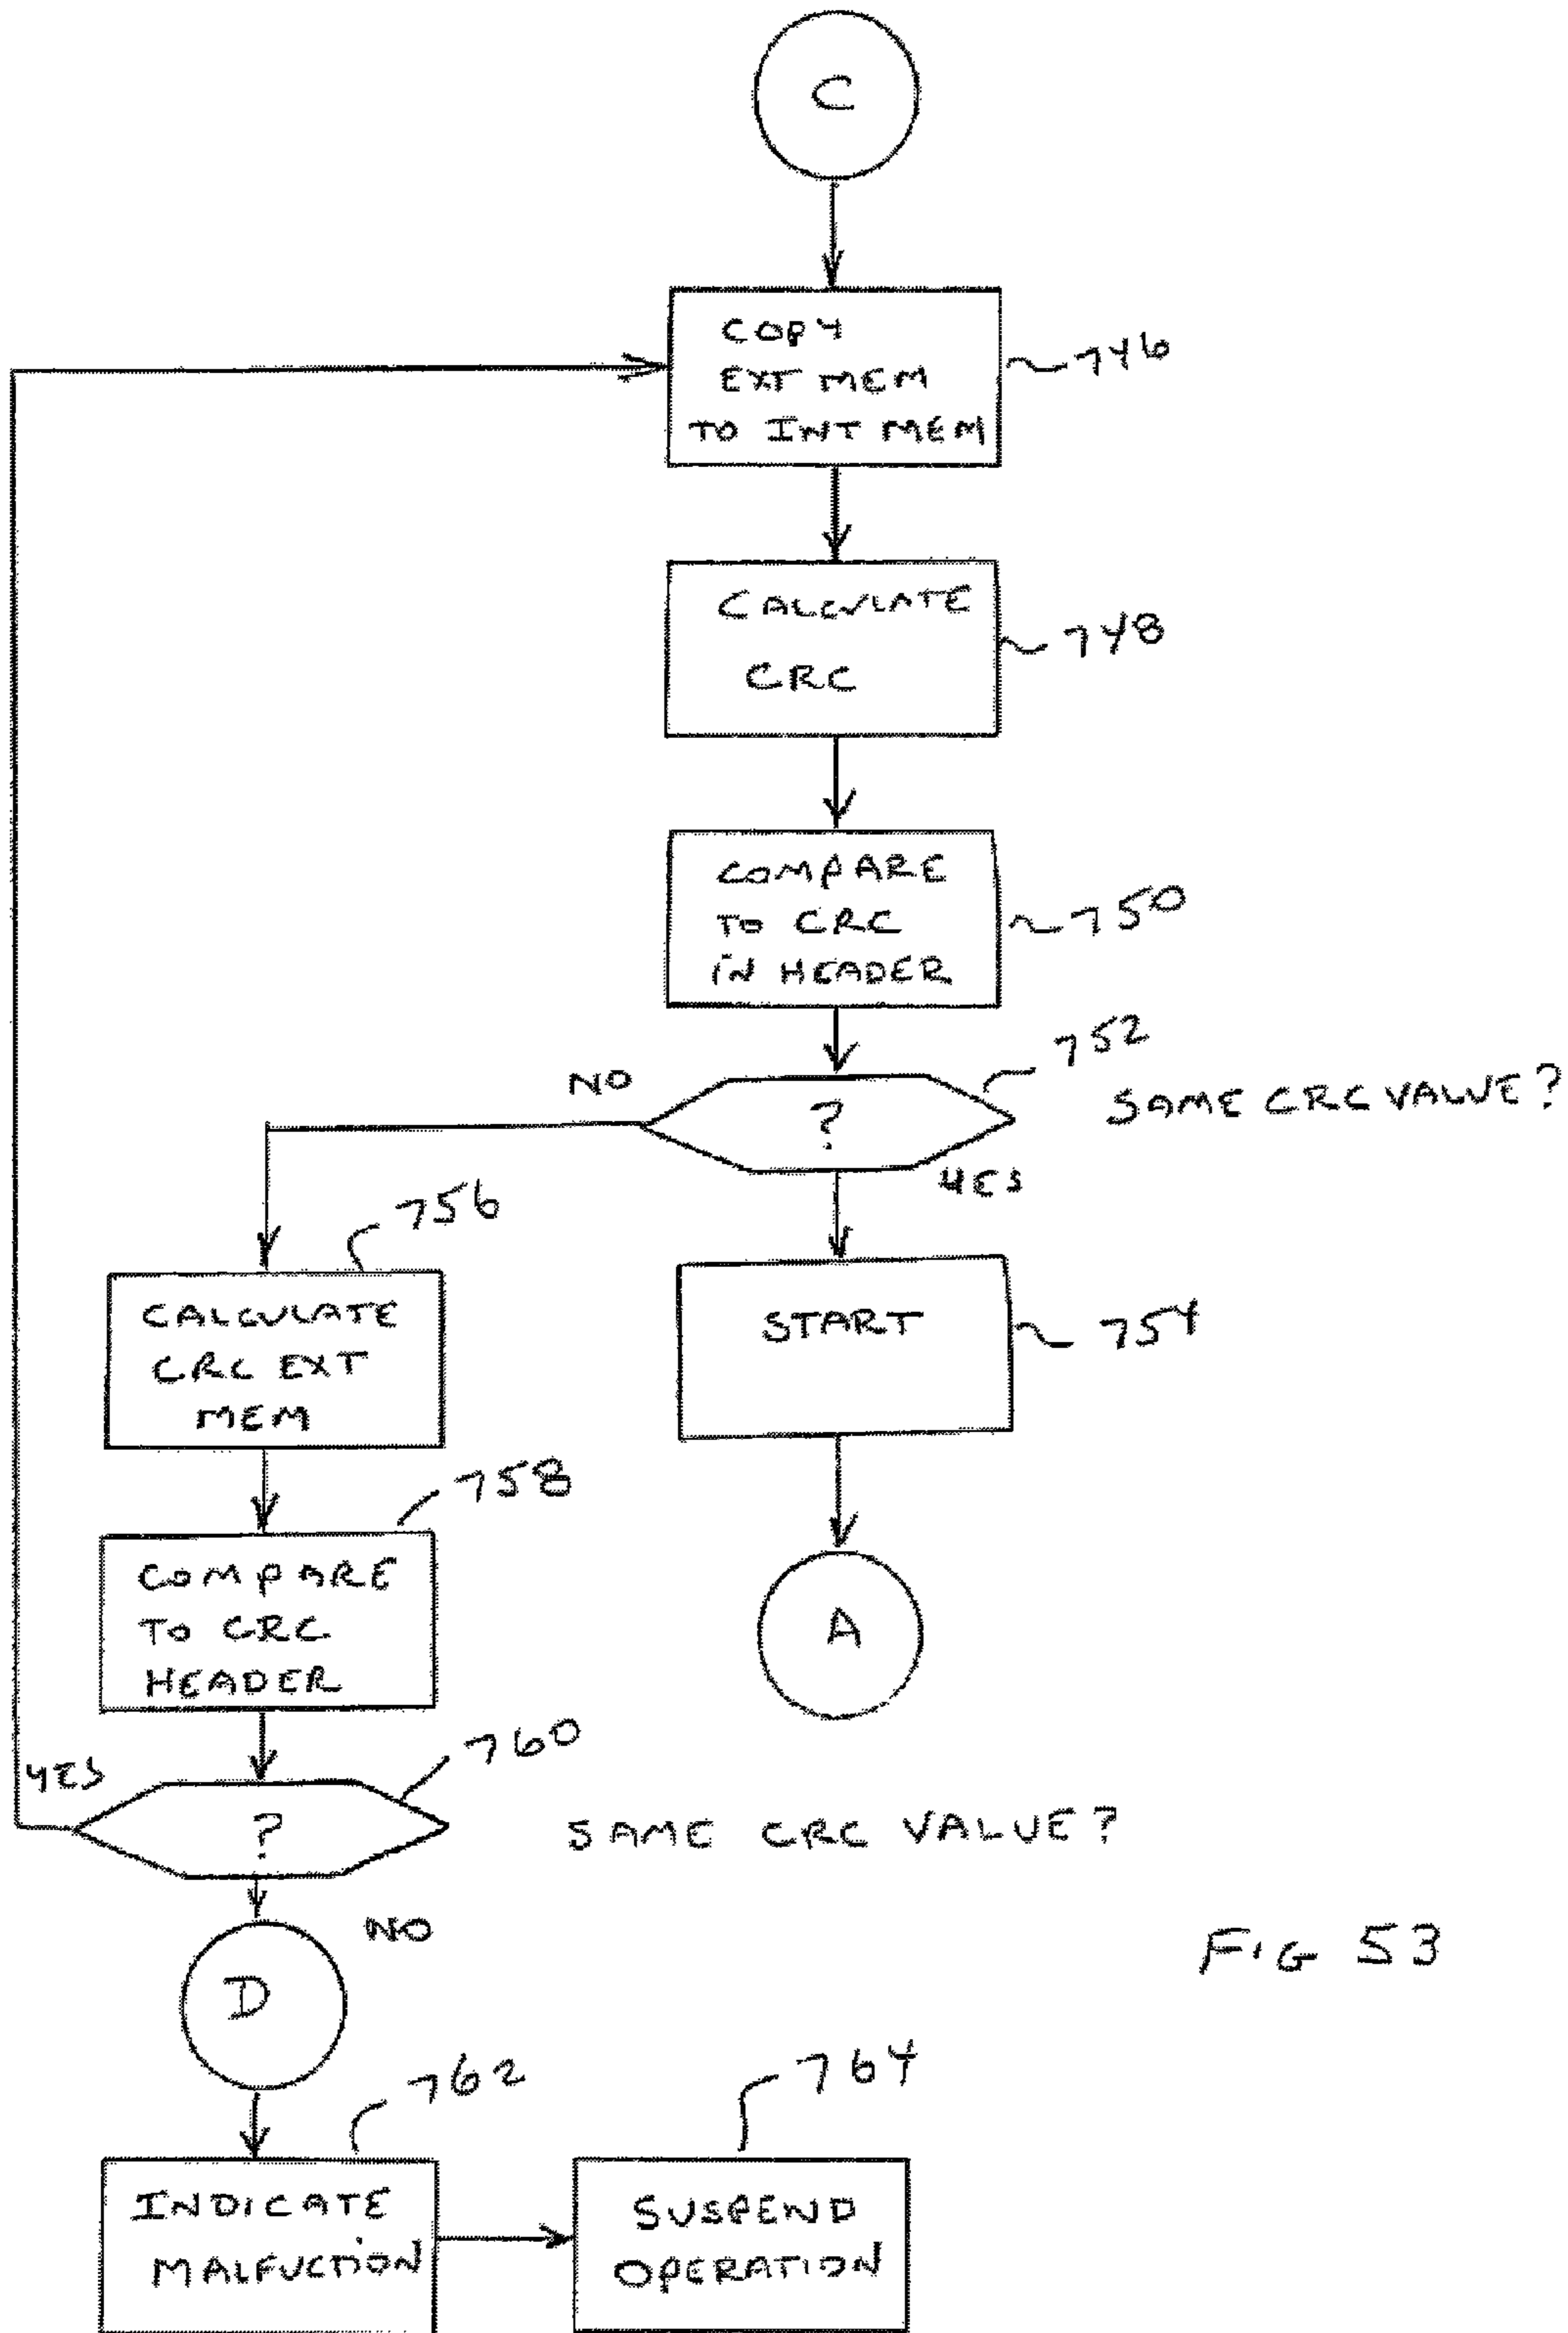 C
COPY
EXT MEM
TO INT MEM
746
CALCULATE
CRC
748
COMPARE
TO CRC
IN HEADER
750
752
NO
?
SAME CRC VALUE?
YES
756
CALCULATE
CRC EXT
MEM
START
754
758
COMPARE
TO CRC
HEADER
A
760
YES
?
SAME CRC VALUE?
NO
D
FIG 53
762
764
INDICATE
MALFUCTION
SUSPEND
OPERATION